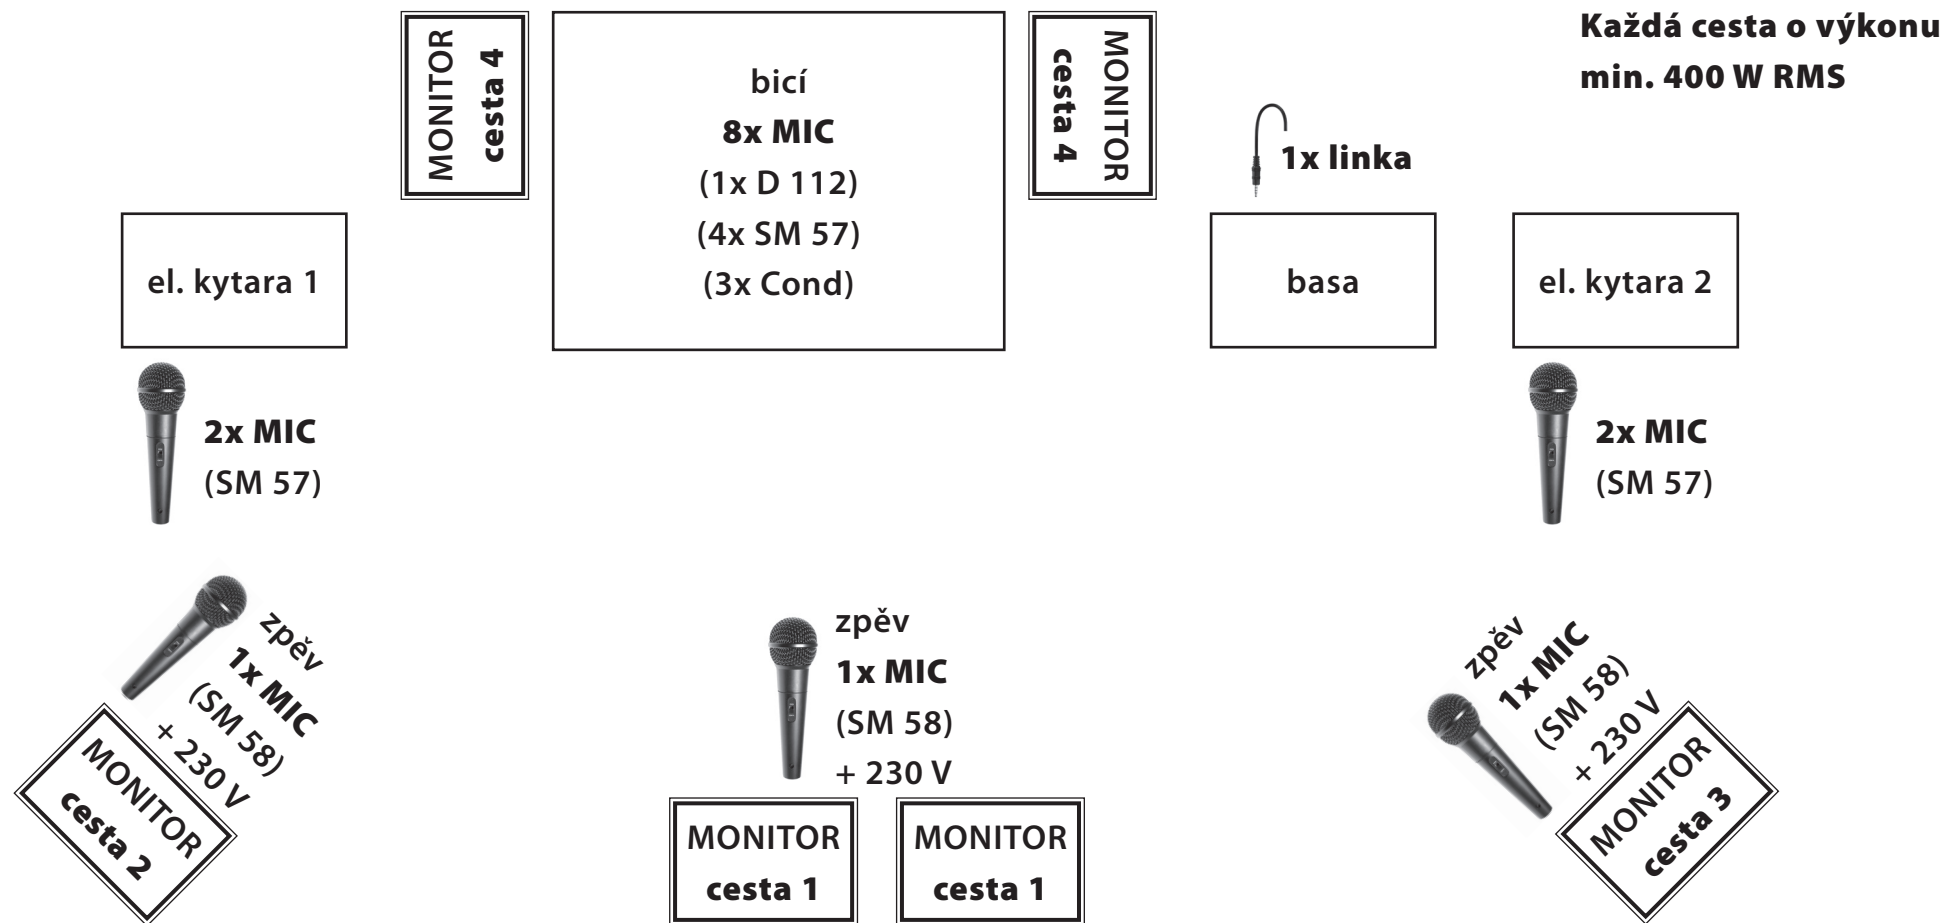 MONITOR
cesta 4
bicí
8x MIC
(1x D 112)
(4x SM 57)
(3x Cond)
MONITOR
cesta 4
Každá cesta o výkonu
min. 400 W RMS
1x linka
el. kytara 1
basa
el. kytara 2
2x MIC
(SM 57)
2x MIC
(SM 57)
zpěv
1x MIC
(SM 58)
+ 230 V
MONITOR
cesta 2
zpěv
1x MIC
(SM 58)
+ 230 V
MONITOR
cesta 1
MONITOR
cesta 1
zpěv
1x MIC
(SM 58)
+ 230 V
MONITOR
cesta 3